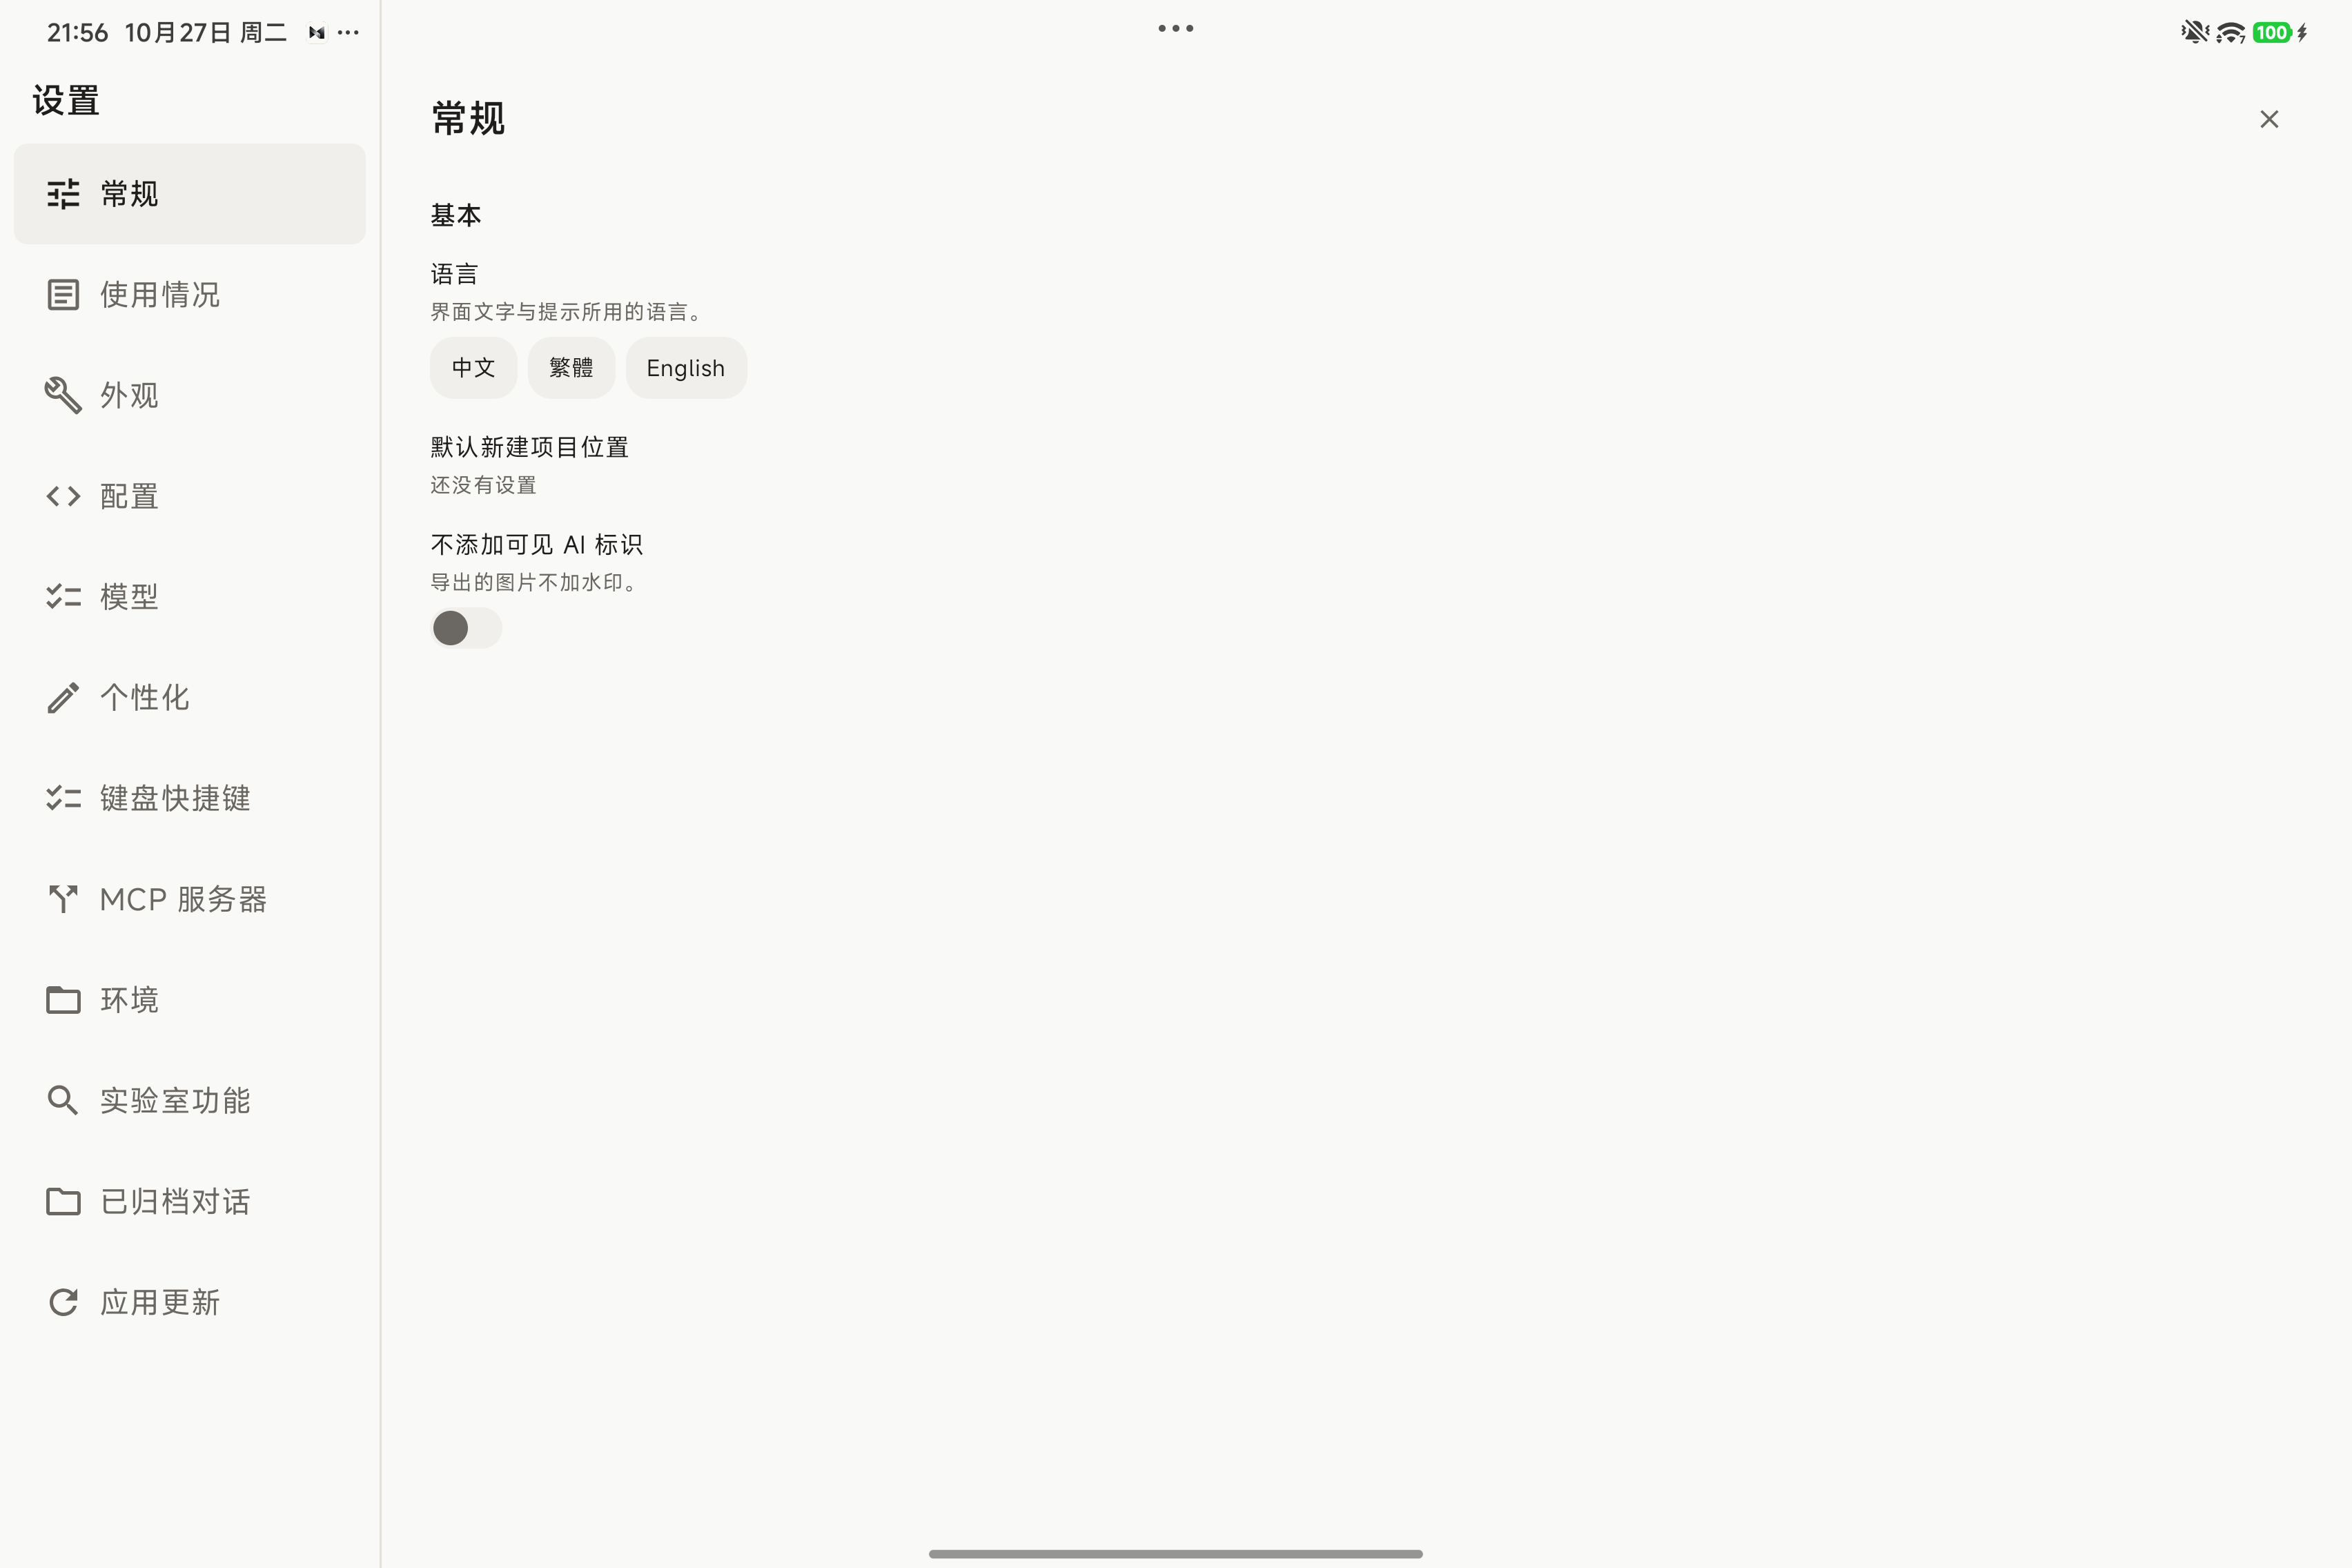 21:56 10月27日 周二
7
100
设置
常规
使用情况
外观
配置
模型
个性化
键盘快捷键
MCP 服务器
环境
实验室功能
已归档对话
应用更新
常规
基本
语言
界面文字与提示所用的语言。
中文 繁體 English
默认新建项目位置
还没有设置
不添加可见 AI 标识
导出的图片不加水印。